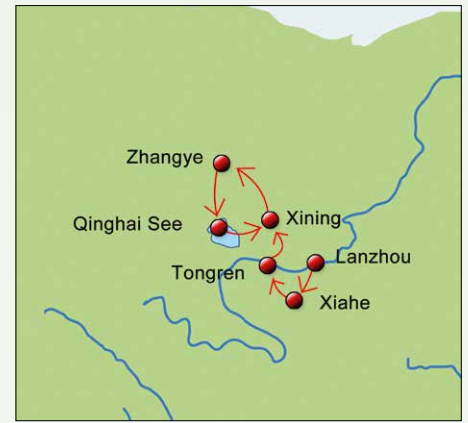 Zhangye
Qinghai See
Xining
Lanzhou
Tongren
Xiahe